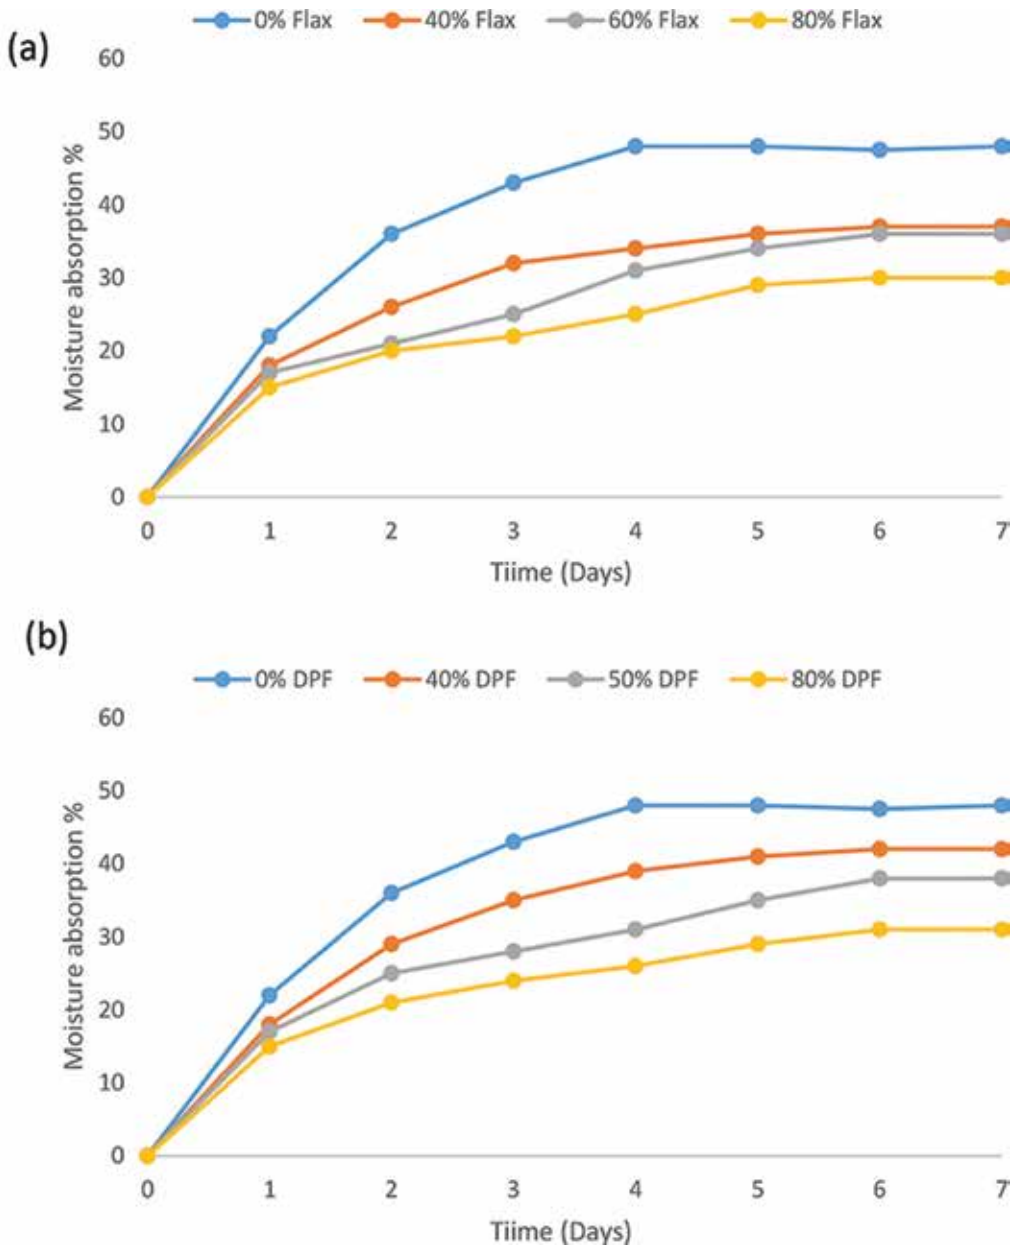 0% Flax 40% Flax 60% Flax 80% Flax
(a)
60
50
40
30
20
10
0
Moisture absorption %
0 1 2 3 4 5 6 7
Tiime (Days)
(b)
0% DPF 40% DPF 50% DPF 80% DPF
60
50
40
30
20
10
0
Moisture absorption %
0 1 2 3 4 5 6 7
Tiime (Days)